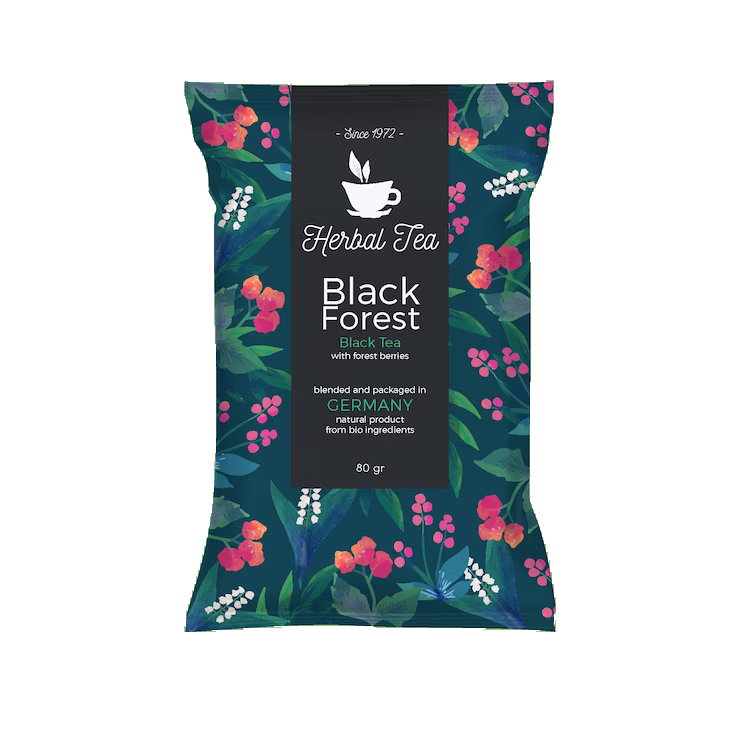 - Since 1972 -
Herbal Tea
Black
Forest
Black Tea
with forest berries
blended and packaged in
GERMANY
natural product
from bio ingredients
80 gr